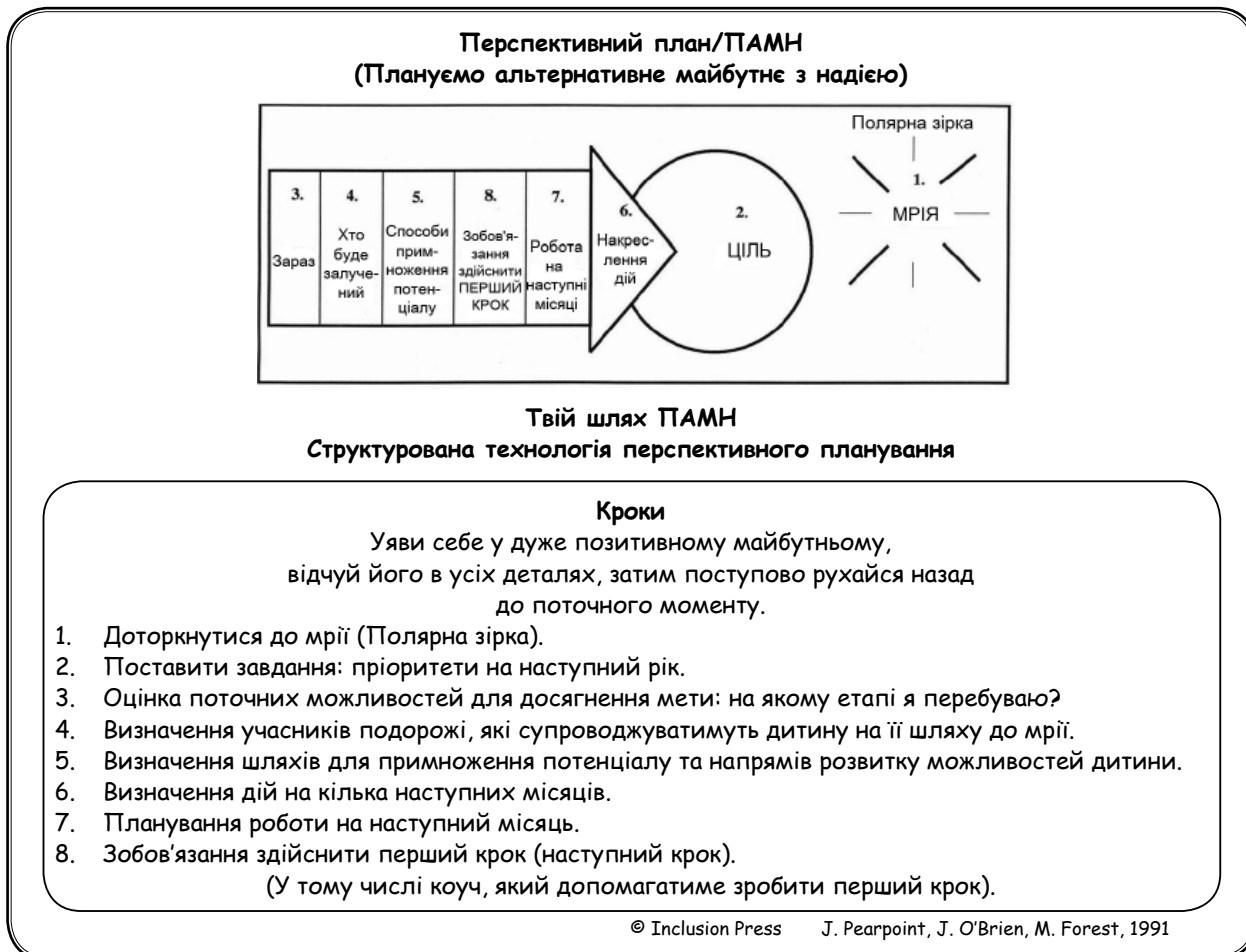 Перспективний план/ПАМН
(Плануємо альтернативне майбутнє з надією)
Полярна зірка
1.
МРІЯ
3.
Зараз
4.
Хто
буде
залуче-
ний
5.
Способи
прим-
ноження
потен-
ціалу
8.
Зобов'я-
зання
здійснити
ПЕРШИЙ
КРОК
7.
Робота
на
наступні
місяці
6.
Накрес-
лення
дій
2.
ЦІЛЬ
Твій шлях ПАМН
Структурована технологія перспективного планування
Кроки
Уяви себе у дуже позитивному майбутньому,
відчуй його в усіх деталях, затим поступово рухайся назад
до поточного моменту.
1. Доторкнутися до мрії (Полярна зірка).
2. Поставити завдання: пріоритети на наступний рік.
3. Оцінка поточних можливостей для досягнення мети: на якому етапі я перебуваю?
4. Визначення учасників подорожі, які супроводжуватимуть дитину на її шляху до мрії.
5. Визначення шляхів для примноження потенціалу та напрямів розвитку можливостей дитини.
6. Визначення дій на кілька наступних місяців.
7. Планування роботи на наступний місяць.
8. Зобов'язання здійснити перший крок (наступний крок).
(У тому числі коуч, який допомагатиме зробити перший крок).
© Inclusion Press J. Pearpoint, J. O'Brien, M. Forest, 1991